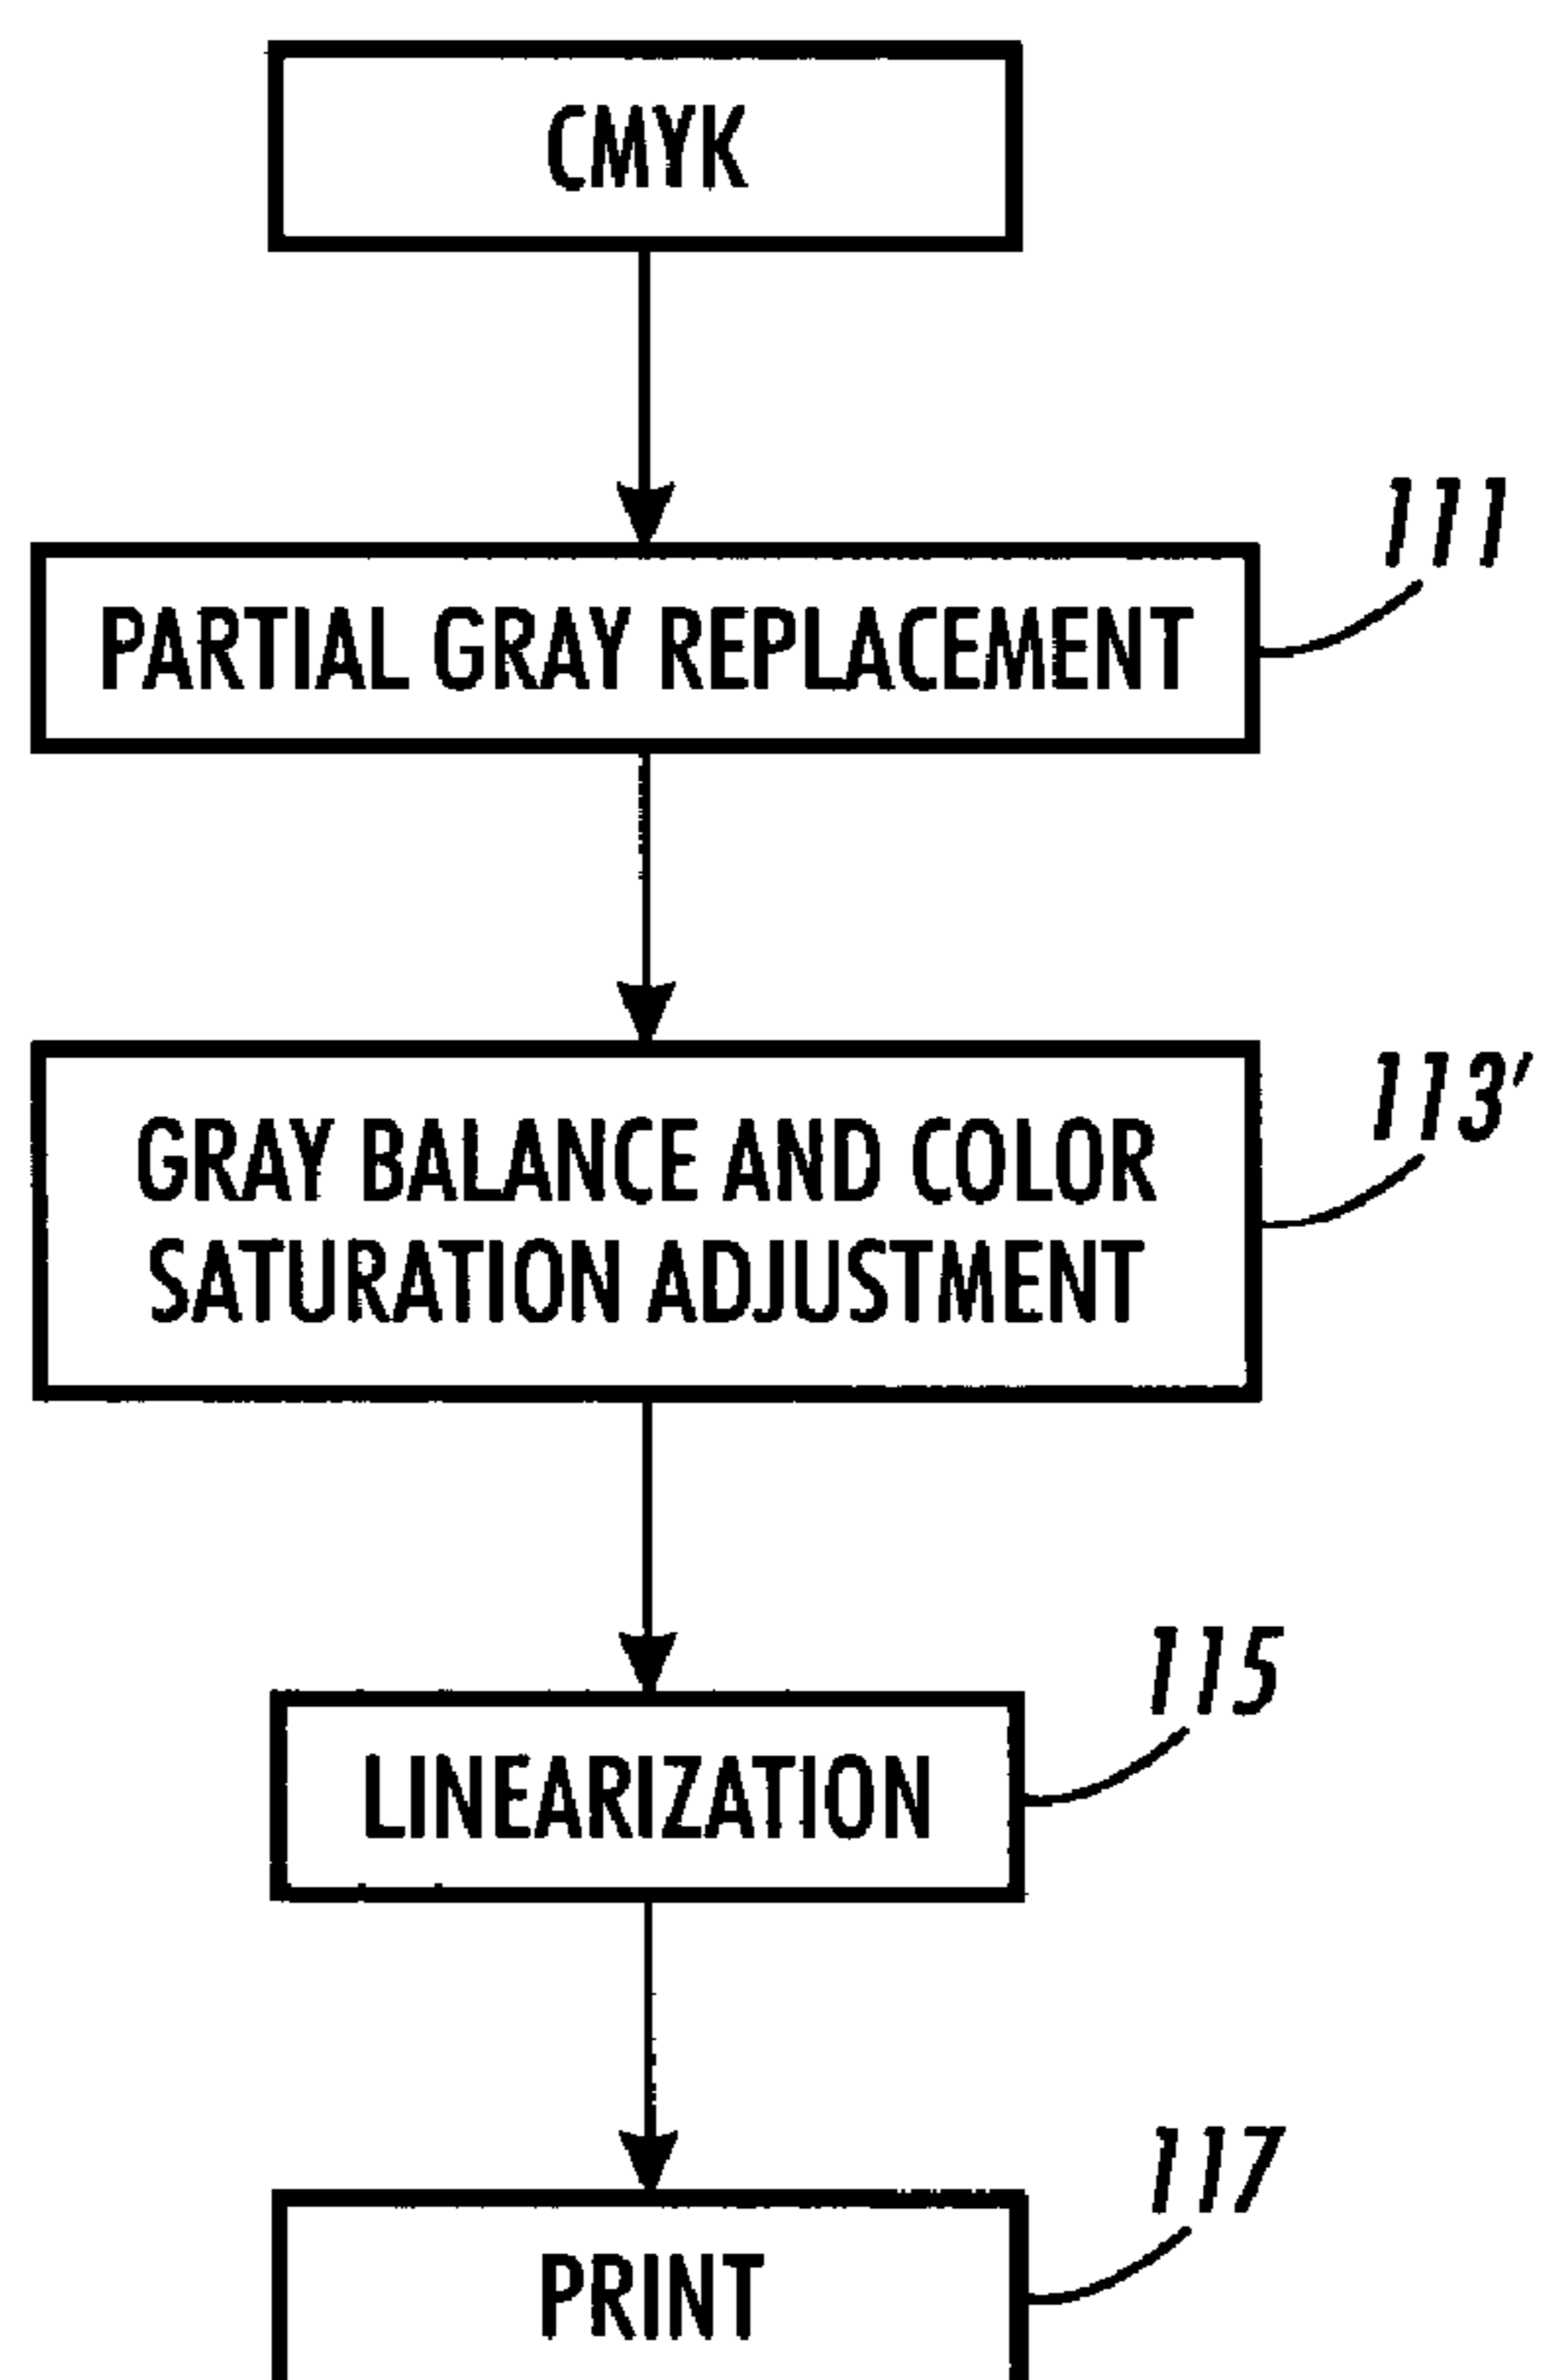 CMYK
111
PARTIAL GRAY REPLACEMENT
113'
GRAY BALANCE AND COLOR
SATURATION ADJUSTMENT
115
LINEARIZATION
117
PRINT